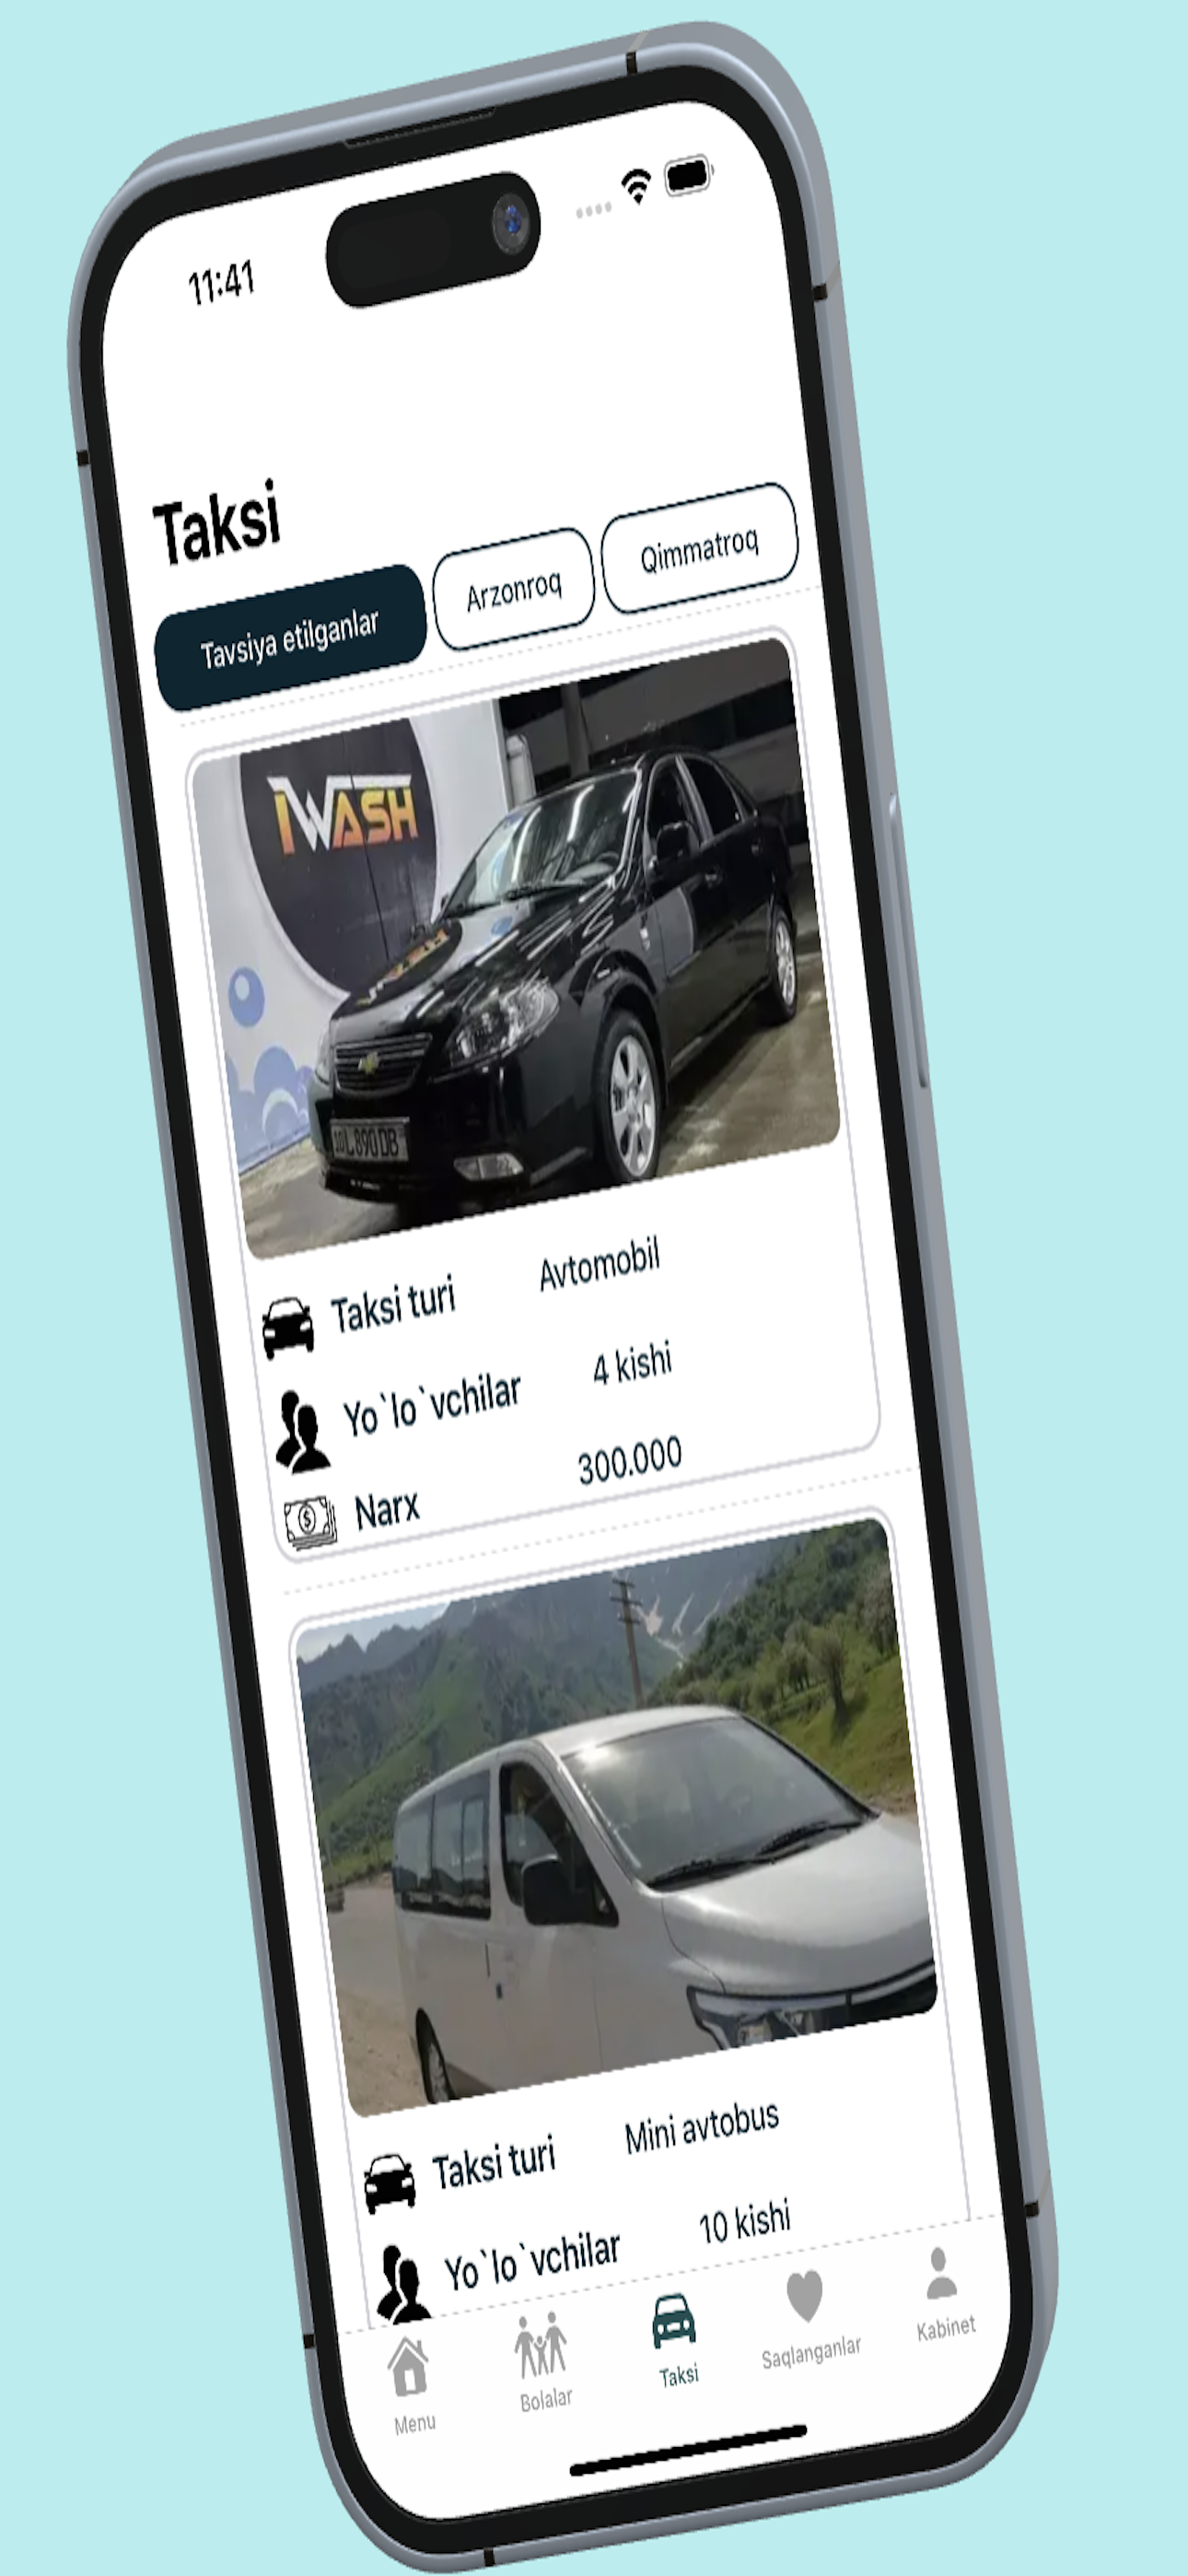 11:41
Taksi
Tavsiya etilganlar
Arzonroq
Qimmatroq
IWASH
L 890 DB
Taksi turi
Avtomobil
Yo`lo`vchilar
4 kishi
Narx
300.000
Taksi turi
Mini avtobus
Yo`lo`vchilar
10 kishi
Menu
Bolalar
Taksi
Saqlanganlar
Kabinet